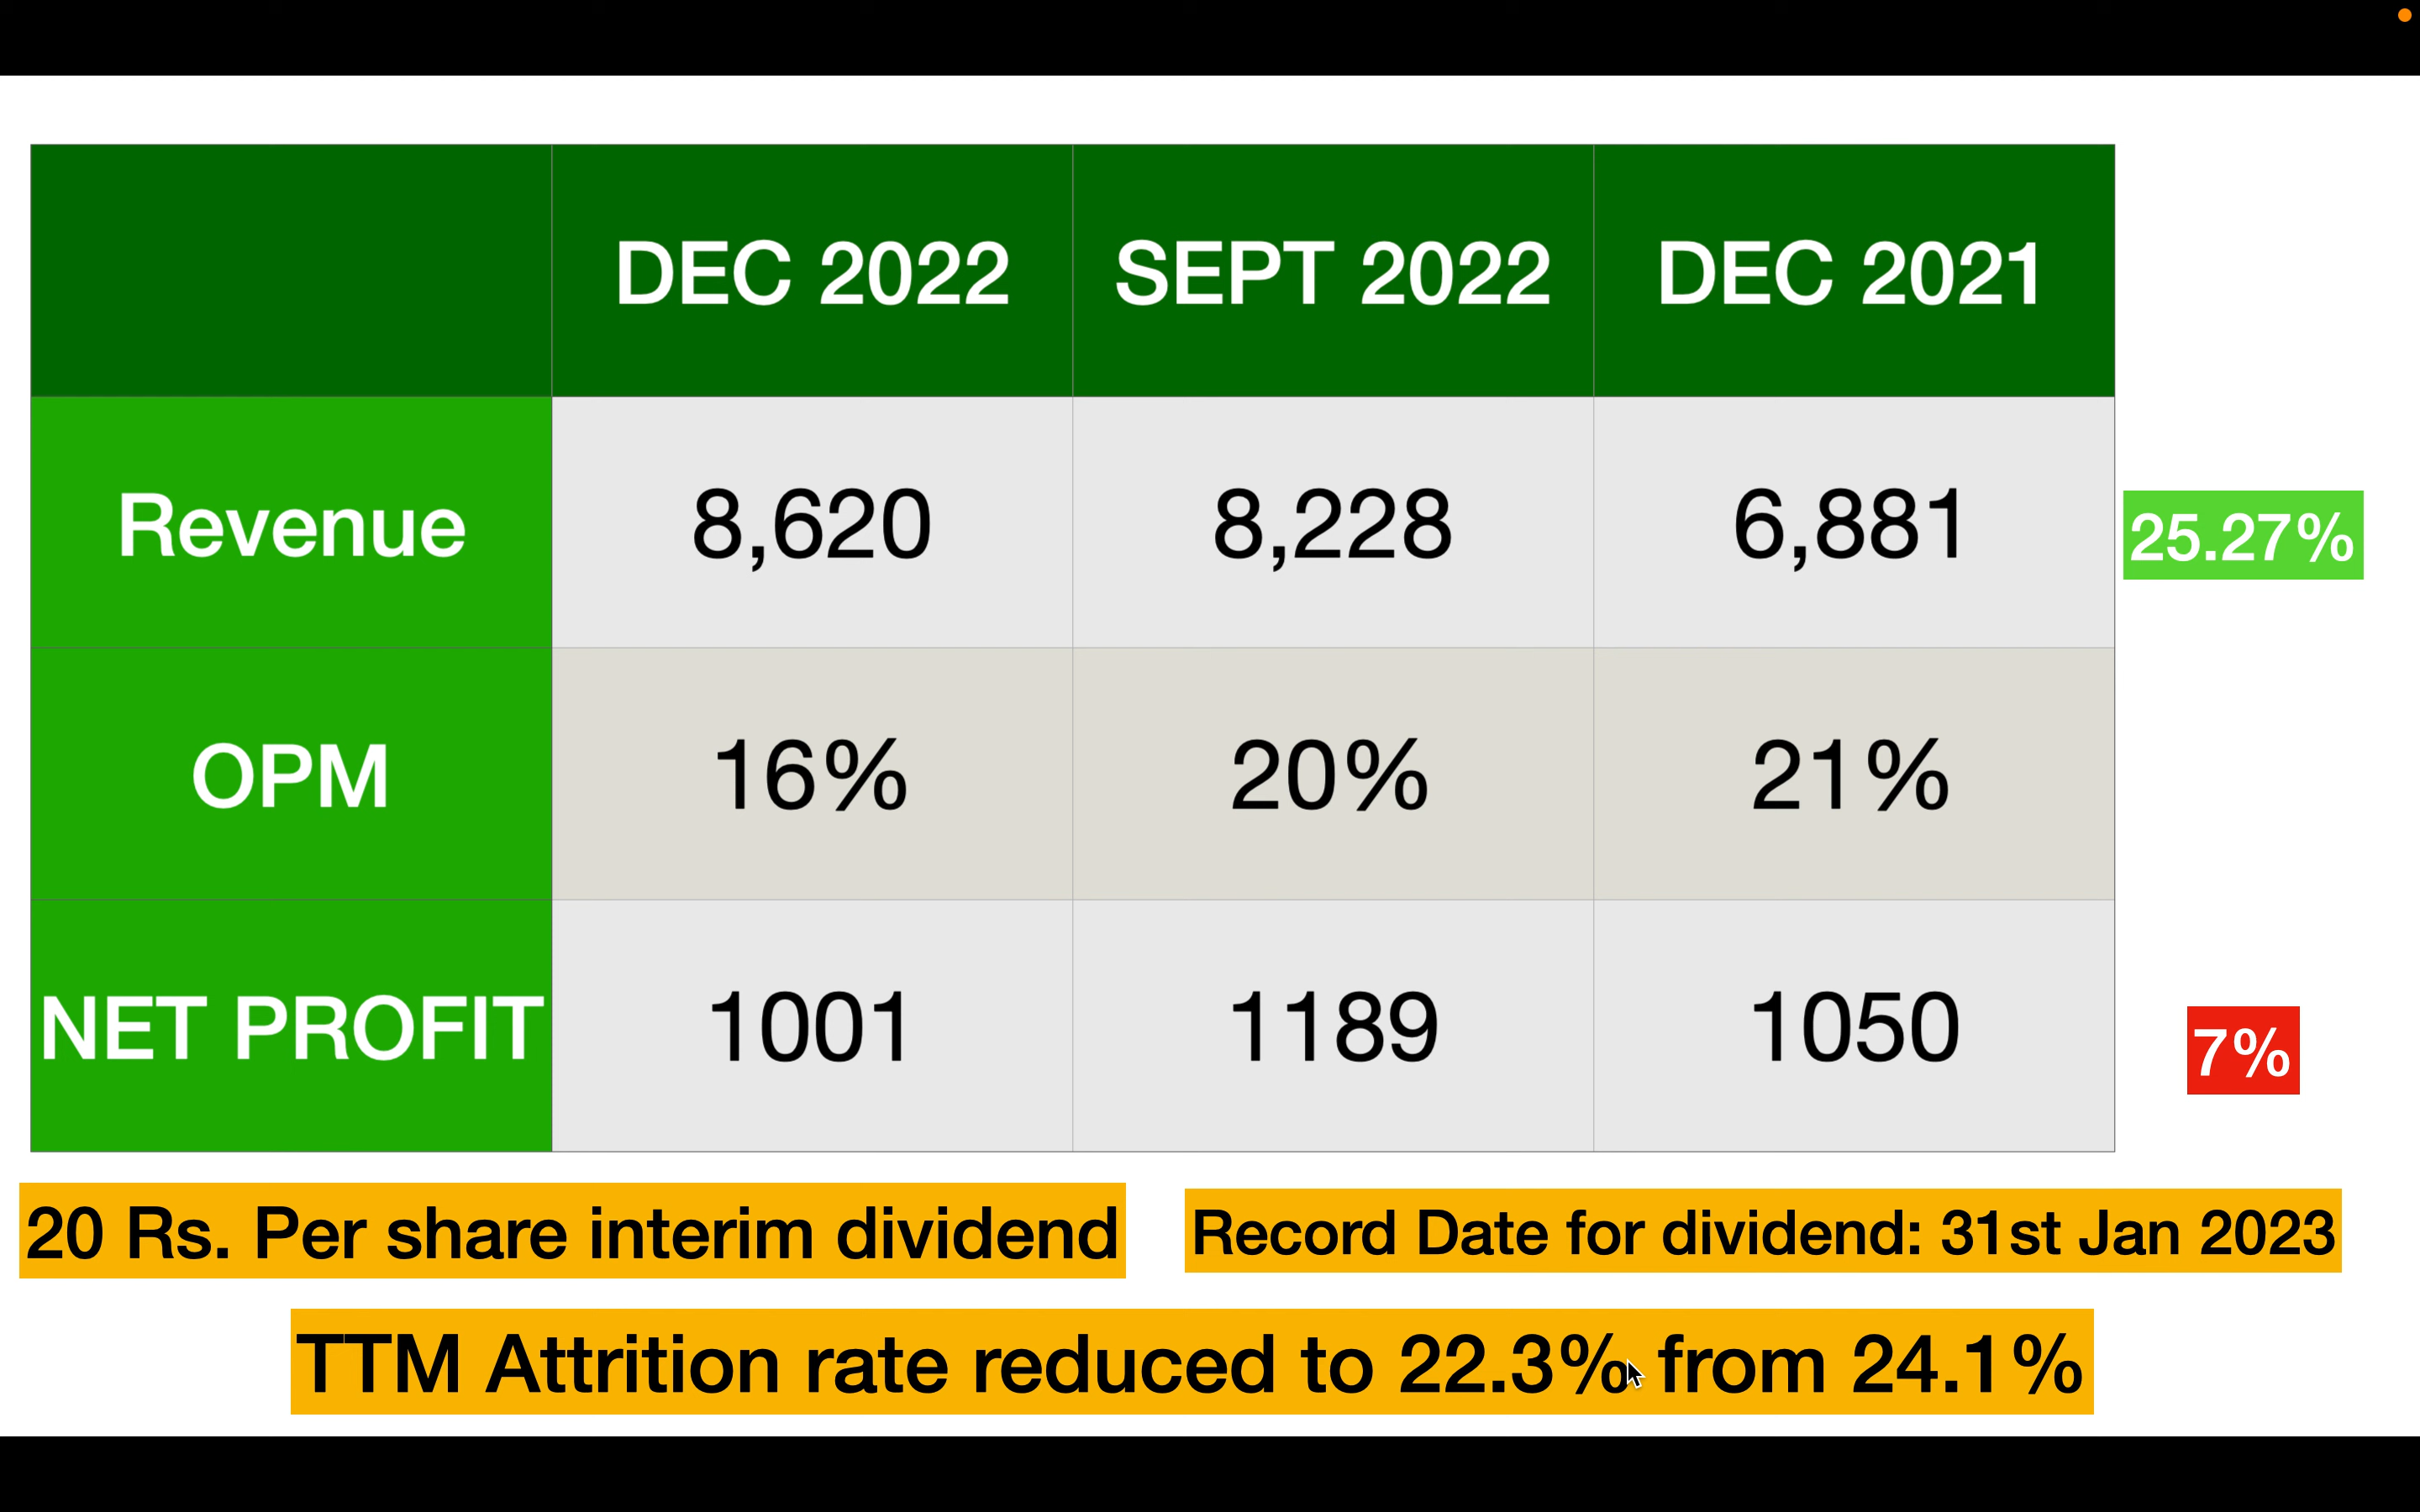 DEC 2022 SEPT 2022 DEC 2021
Revenue 8,620 8,228 6,881 25.27%
OPM 16% 20% 21%
NET PROFIT 1001 1189 1050 7%
20 Rs. Per share interim dividend Record Date for dividend: 31st Jan 2023
TTM Attrition rate reduced to 22.3% from 24.1%